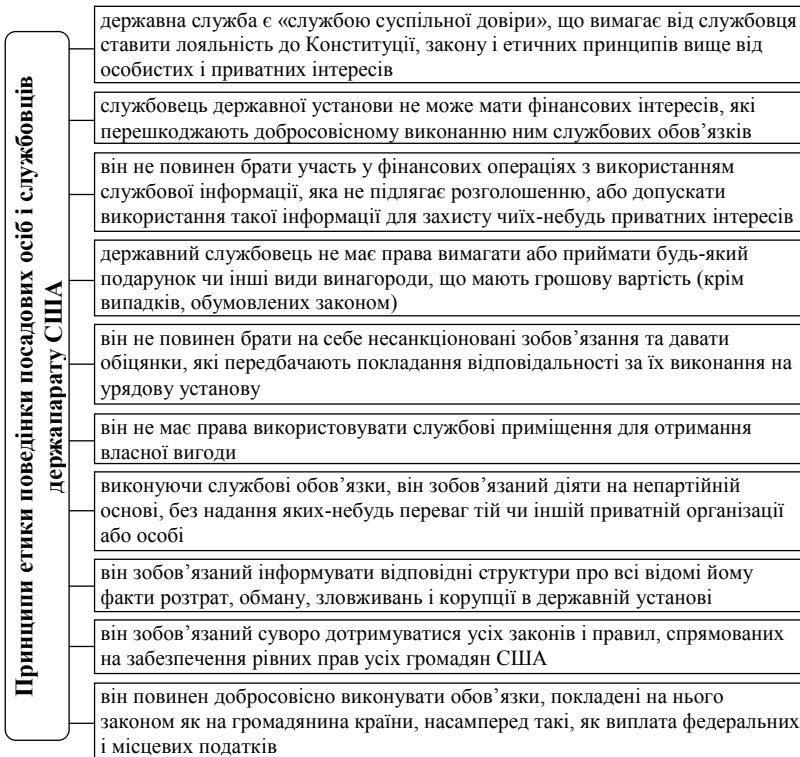 Принципи етики поведінки посадових осіб і службовців
держапарату США
державна служба є «службою суспільної довіри», що вимагає від службовця
ставити лояльність до Конституції, закону і етичних принципів вище від
особистих і приватних інтересів
службовець державної установи не може мати фінансових інтересів, які
перешкоджають добросовісному виконанню ним службових обов’язків
він не повинен брати участь у фінансових операціях з використанням
службової інформації, яка не підлягає розголошенню, або допускати
використання такої інформації для захисту чиїх-небудь приватних інтересів
державний службовець не має права вимагати або приймати будь-який
подарунок чи інші види винагороди, що мають грошову вартість (крім
випадків, обумовлених законом)
він не повинен брати на себе несанкціоновані зобов’язання та давати
обіцянки, які передбачають покладання відповідальності за їх виконання на
урядову установу
він не має права використовувати службові приміщення для отримання
власної вигоди
виконуючи службові обов’язки, він зобов’язаний діяти на непартійній
основі, без надання яких-небудь переваг тій чи іншій приватній організації
або особі
він зобов’язаний інформувати відповідні структури про всі відомі йому
факти розтрат, обману, зловживань і корупції в державній установі
він зобов’язаний суворо дотримуватися усіх законів і правил, спрямованих
на забезпечення рівних прав усіх громадян США
він повинен добросовісно виконувати обов’язки, покладені на нього
законом як на громадянина країни, насамперед такі, як виплата федеральних
і місцевих податків